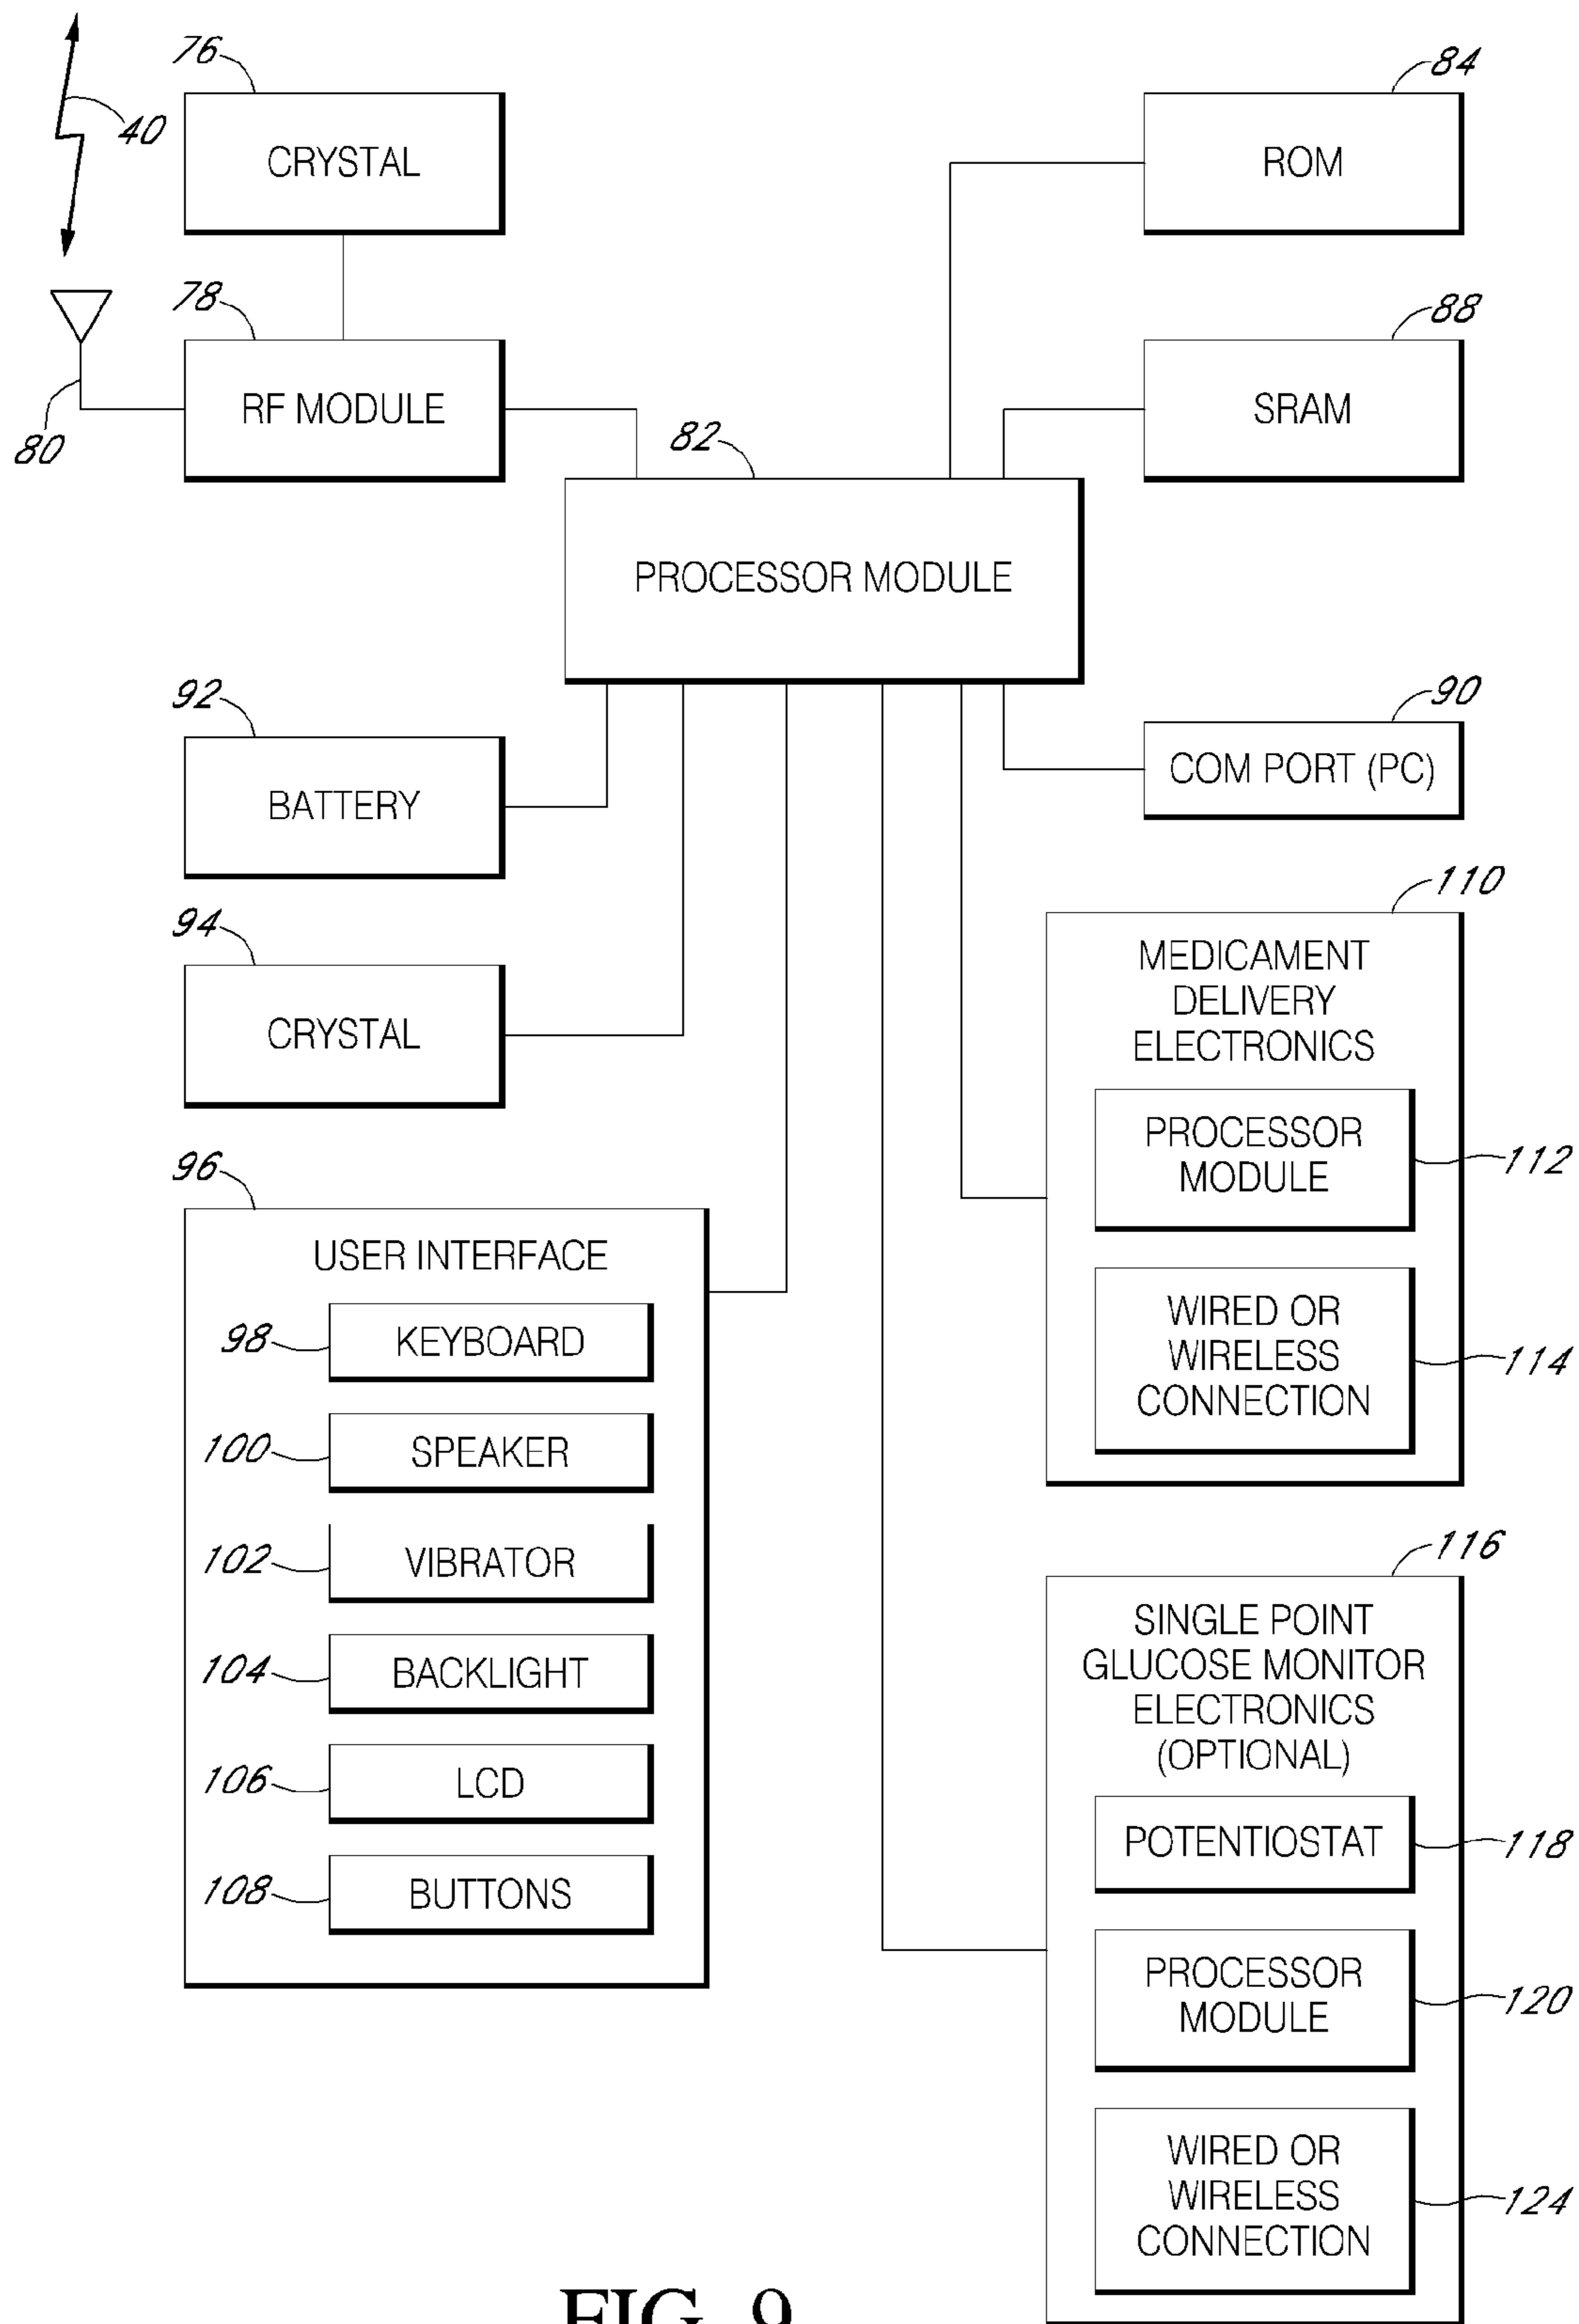 76
40
CRYSTAL
84
ROM
78
RF MODULE
80
88
SRAM
82
PROCESSOR MODULE
92
BATTERY
90
COM PORT (PC)
94
CRYSTAL
110
MEDICAMENT
DELIVERY
ELECTRONICS
PROCESSOR
MODULE
112
WIRED OR
WIRELESS
CONNECTION
114
96
USER INTERFACE
98
KEYBOARD
100
SPEAKER
102
VIBRATOR
104
BACKLIGHT
106
LCD
108
BUTTONS
116
SINGLE POINT
GLUCOSE MONITOR
ELECTRONICS
(OPTIONAL)
POTENTIOSTAT
118
PROCESSOR
MODULE
120
WIRED OR
WIRELESS
CONNECTION
124
FIG. 9